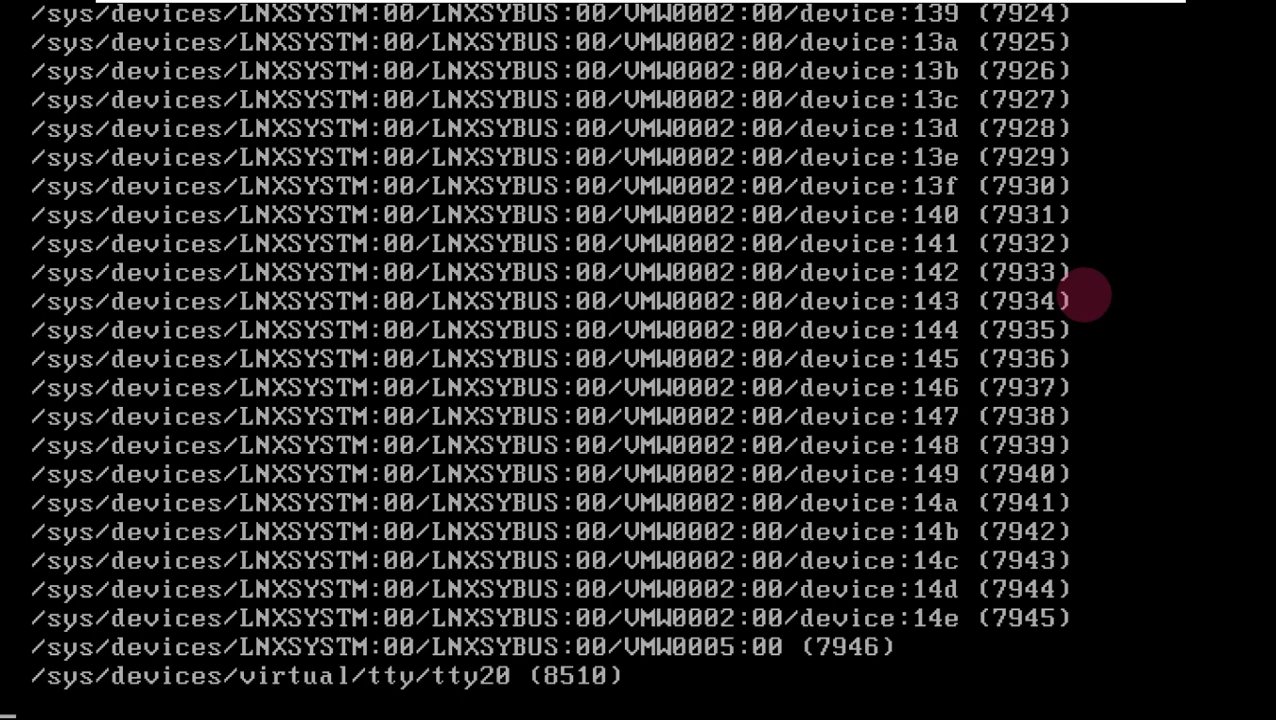 /sys/devices/LNXSYSTM:00/LNXSYBUS:00/VMW0002:00/device:139 (7924)
/sys/devices/LNXSYSTM:00/LNXSYBUS:00/VMW0002:00/device:13a (7925)
/sys/devices/LNXSYSTM:00/LNXSYBUS:00/VMW0002:00/device:13b (7926)
/sys/devices/LNXSYSTM:00/LNXSYBUS:00/VMW0002:00/device:13c (7927)
/sys/devices/LNXSYSTM:00/LNXSYBUS:00/VMW0002:00/device:13d (7928)
/sys/devices/LNXSYSTM:00/LNXSYBUS:00/VMW0002:00/device:13e (7929)
/sys/devices/LNXSYSTM:00/LNXSYBUS:00/VMW0002:00/device:13f (7930)
/sys/devices/LNXSYSTM:00/LNXSYBUS:00/VMW0002:00/device:140 (7931)
/sys/devices/LNXSYSTM:00/LNXSYBUS:00/VMW0002:00/device:141 (7932)
/sys/devices/LNXSYSTM:00/LNXSYBUS:00/VMW0002:00/device:142 (7933)
/sys/devices/LNXSYSTM:00/LNXSYBUS:00/VMW0002:00/device:143 (7934)
/sys/devices/LNXSYSTM:00/LNXSYBUS:00/VMW0002:00/device:144 (7935)
/sys/devices/LNXSYSTM:00/LNXSYBUS:00/VMW0002:00/device:145 (7936)
/sys/devices/LNXSYSTM:00/LNXSYBUS:00/VMW0002:00/device:146 (7937)
/sys/devices/LNXSYSTM:00/LNXSYBUS:00/VMW0002:00/device:147 (7938)
/sys/devices/LNXSYSTM:00/LNXSYBUS:00/VMW0002:00/device:148 (7939)
/sys/devices/LNXSYSTM:00/LNXSYBUS:00/VMW0002:00/device:149 (7940)
/sys/devices/LNXSYSTM:00/LNXSYBUS:00/VMW0002:00/device:14a (7941)
/sys/devices/LNXSYSTM:00/LNXSYBUS:00/VMW0002:00/device:14b (7942)
/sys/devices/LNXSYSTM:00/LNXSYBUS:00/VMW0002:00/device:14c (7943)
/sys/devices/LNXSYSTM:00/LNXSYBUS:00/VMW0002:00/device:14d (7944)
/sys/devices/LNXSYSTM:00/LNXSYBUS:00/VMW0002:00/device:14e (7945)
/sys/devices/LNXSYSTM:00/LNXSYBUS:00/VMW0005:00 (7946)
/sys/devices/virtual/tty/tty20 (8510)